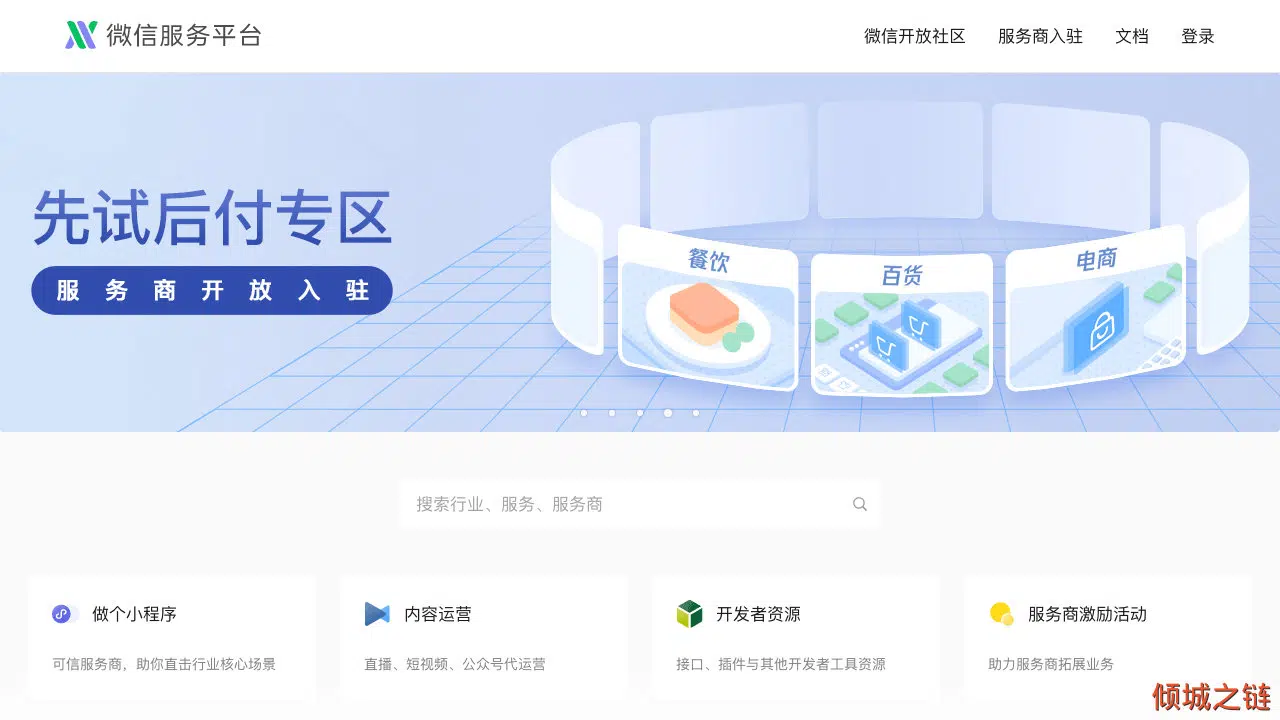 微信服务平台
微信开放社区
服务商入驻
文档
登录
先试后付专区
服务商开放入驻
餐饮
百货
电商
搜索行业、服务、服务商
做个小程序
可信服务商，助你直击行业核心场景
内容运营
直播、短视频、公众号代运营
开发者资源
接口、插件与其他开发者工具资源
服务商激励活动
助力服务商拓展业务
倾城之链